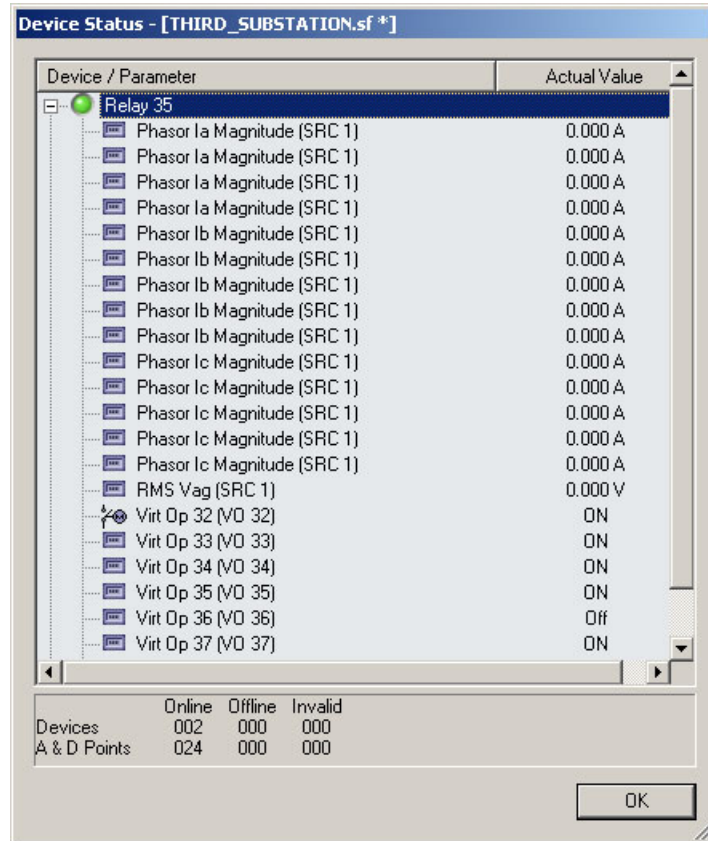 Device Status - [THIRD_SUBSTATION.sf *]
Device / Parameter Actual Value
Relay 35
Phasor Ia Magnitude (SRC 1) 0.000 A
Phasor Ia Magnitude (SRC 1) 0.000 A
Phasor Ia Magnitude (SRC 1) 0.000 A
Phasor Ia Magnitude (SRC 1) 0.000 A
Phasor Ib Magnitude (SRC 1) 0.000 A
Phasor Ib Magnitude (SRC 1) 0.000 A
Phasor Ib Magnitude (SRC 1) 0.000 A
Phasor Ib Magnitude (SRC 1) 0.000 A
Phasor Ib Magnitude (SRC 1) 0.000 A
Phasor Ic Magnitude (SRC 1) 0.000 A
Phasor Ic Magnitude (SRC 1) 0.000 A
Phasor Ic Magnitude (SRC 1) 0.000 A
Phasor Ic Magnitude (SRC 1) 0.000 A
Phasor Ic Magnitude (SRC 1) 0.000 A
RMS Vag (SRC 1) 0.000 V
Virt Op 32 (VO 32) ON
Virt Op 33 (VO 33) ON
Virt Op 34 (VO 34) ON
Virt Op 35 (VO 35) ON
Virt Op 36 (VO 36) Off
Virt Op 37 (VO 37) ON
Online Offline Invalid
Devices 002 000 000
A & D Points 024 000 000
OK